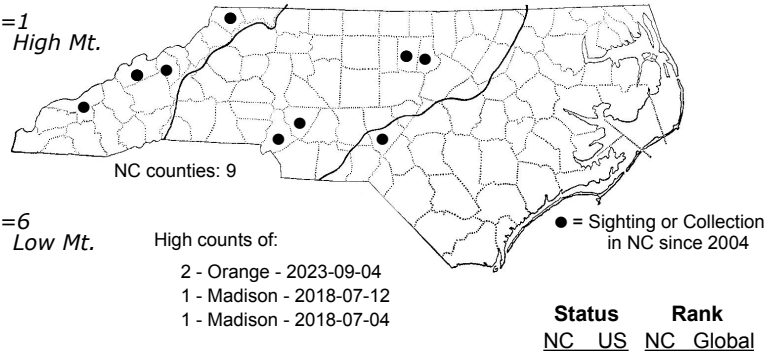 =1
High Mt.
NC counties: 9
=6
Low Mt.
High counts of:
2 - Orange - 2023-09-04
1 - Madison - 2018-07-12
1 - Madison - 2018-07-04
● = Sighting or Collection
in NC since 2004
Status Rank
NC US NC Global